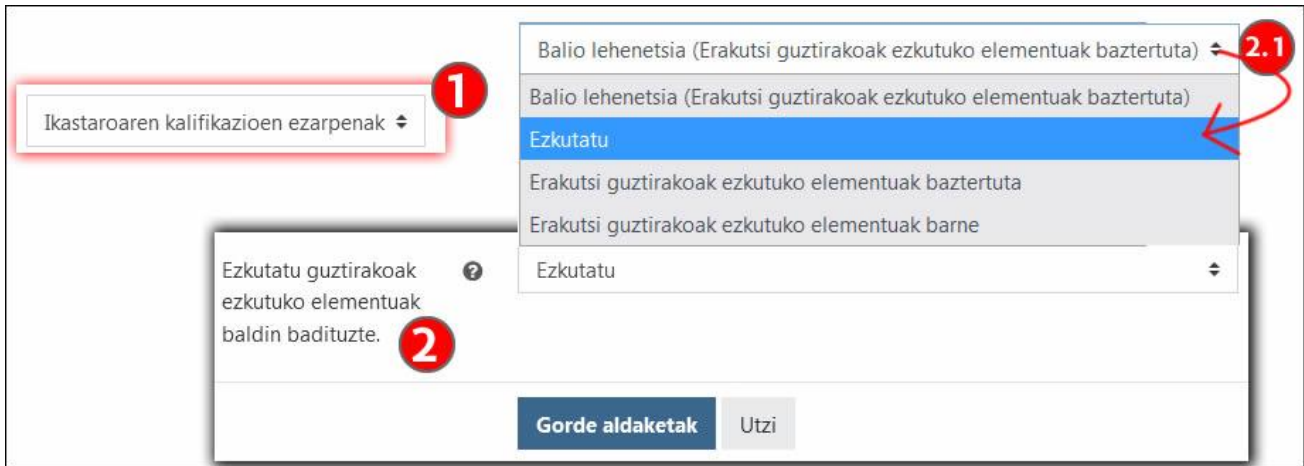 Balio lehenetsia (Erakutsi guztirakoak ezkutuko elementuak baztertuta)
2.1
1
Ikastaroaren kalifikazioen ezarpenak
Balio lehenetsia (Erakutsi guztirakoak ezkutuko elementuak baztertuta)
Ezkutatu
Erakutsi guztirakoak ezkutuko elementuak baztertuta
Erakutsi guztirakoak ezkutuko elementuak barne
Ezkutatu guztirakoak
ezkutuko elementuak
baldin badituzte.
2
Ezkutatu
Gorde aldaketak
Utzi